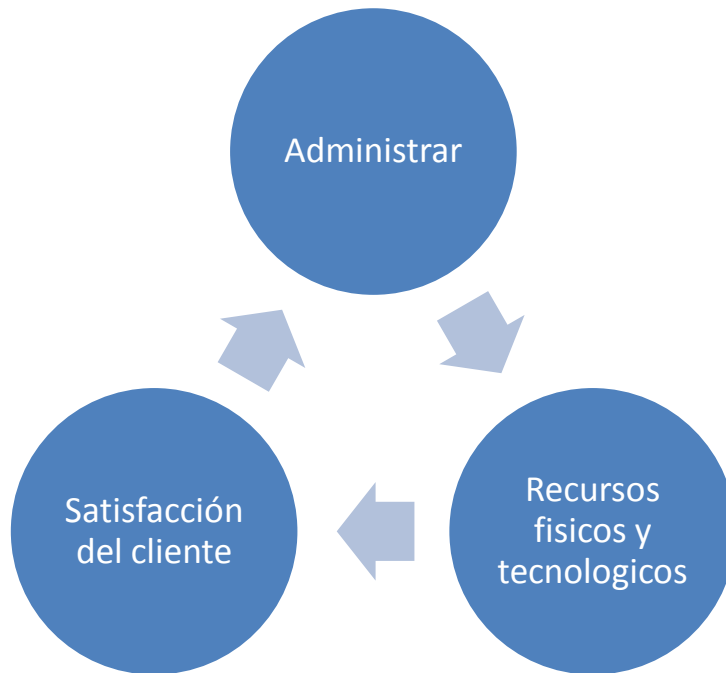 Administrar
Satisfacción
del cliente
Recursos
fisicos y
tecnologicos